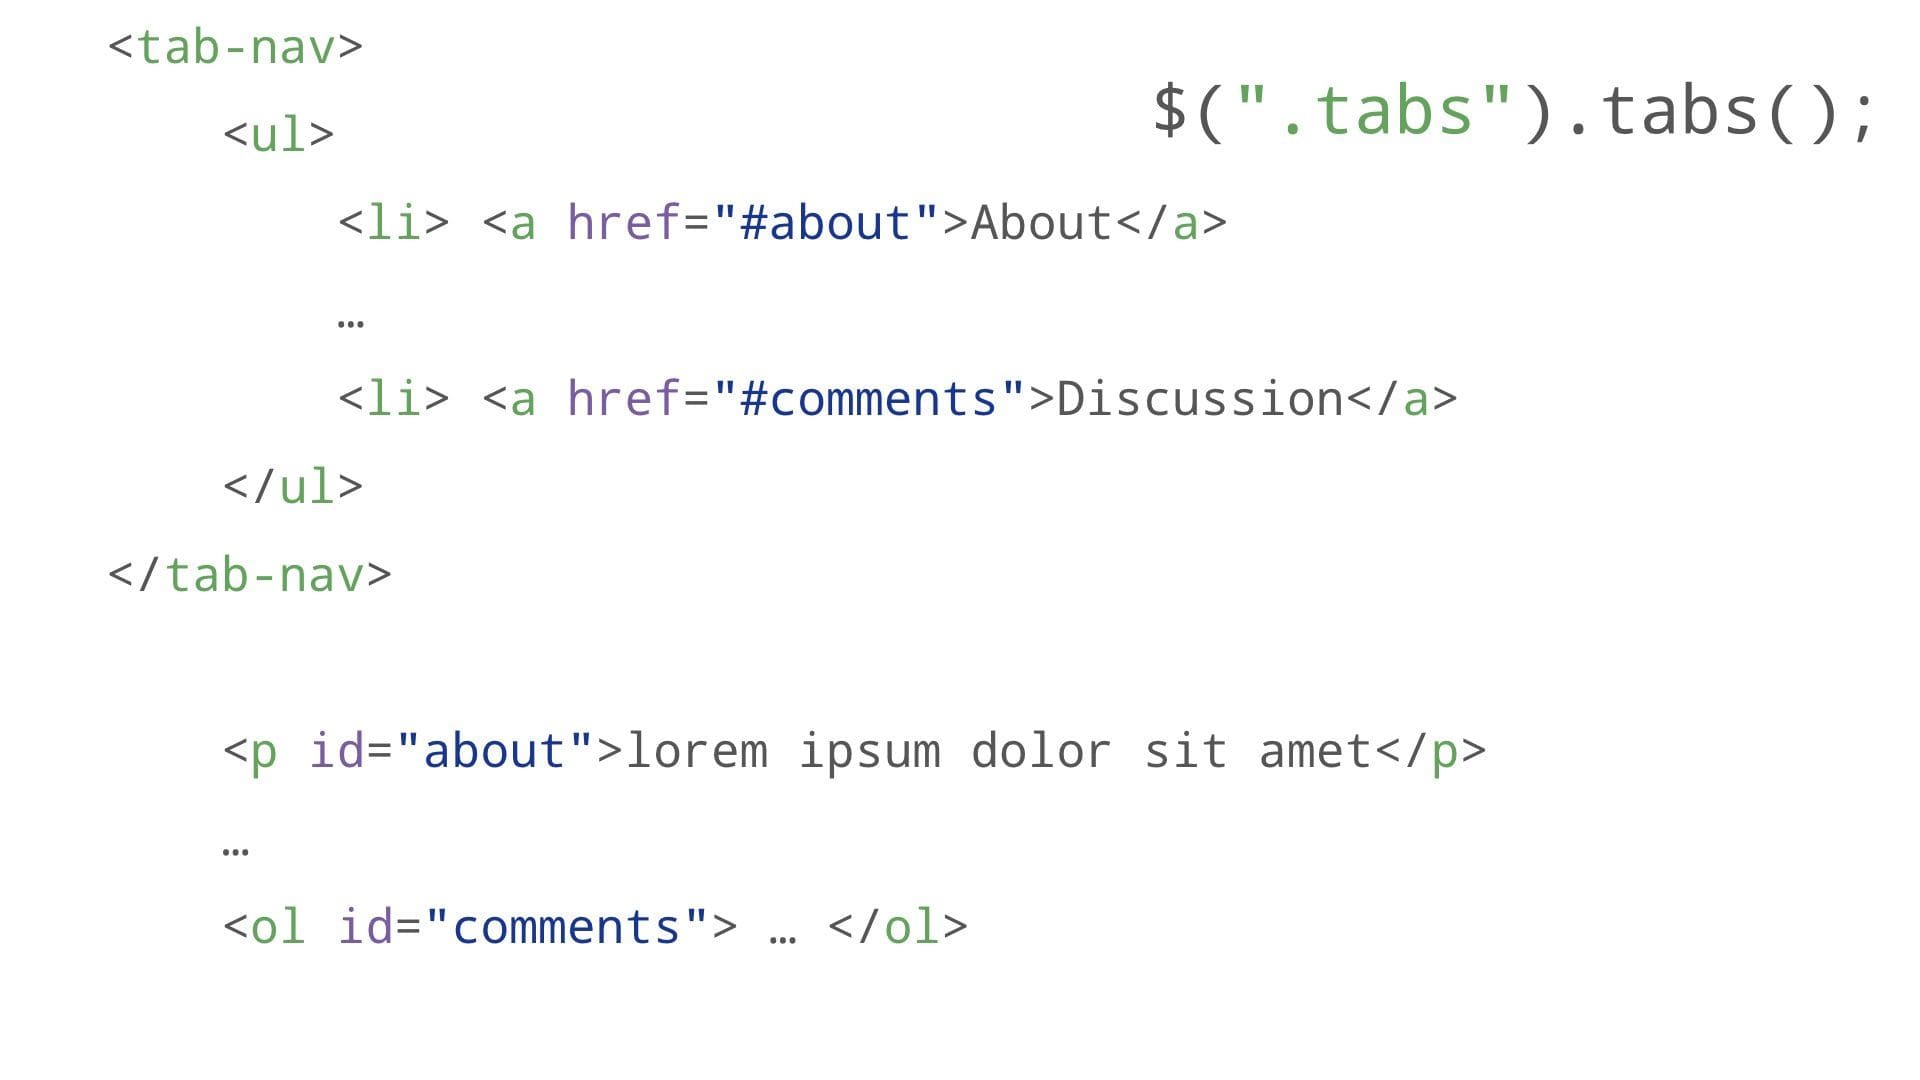 <tab-nav>
$(".tabs").tabs();
<ul>
<li> <a href="#about">About</a>
…
<li> <a href="#comments">Discussion</a>
</ul>
</tab-nav>
<p id="about">lorem ipsum dolor sit amet</p>
…
<ol id="comments"> … </ol>